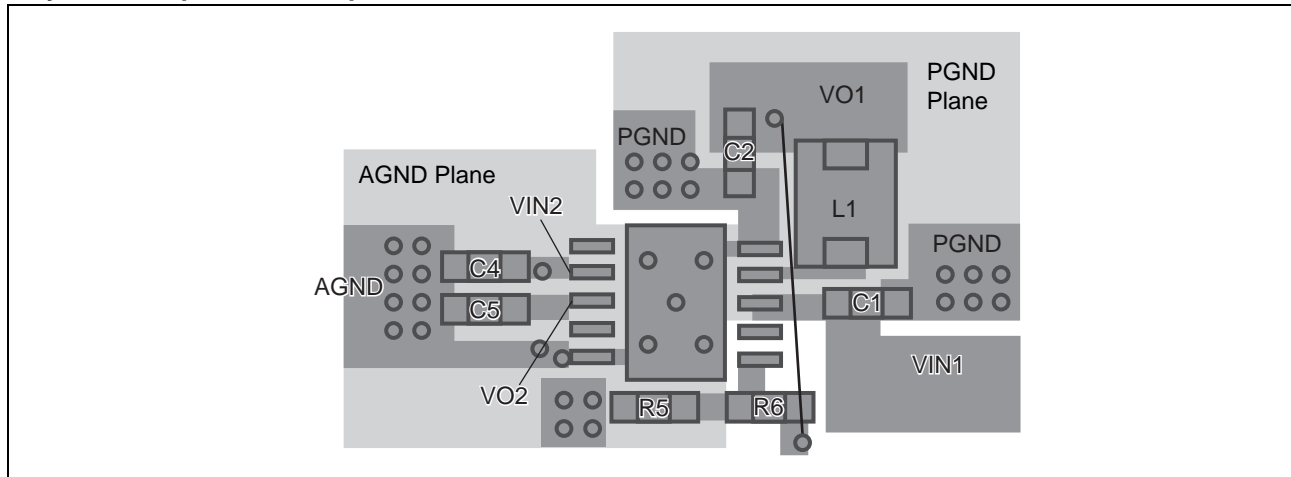 PGND
Plane
VO1
PGND
C2
AGND Plane
VIN2
L1
PGND
C4
AGND
C5
C1
VIN1
VO2
R5
R6